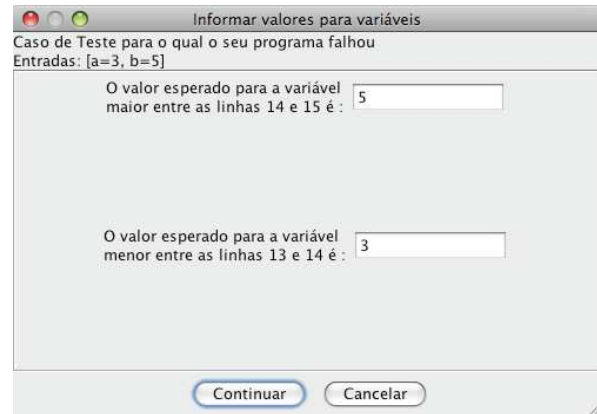 Informar valores para variáveis
Caso de Teste para o qual o seu programa falhou
Entradas: [a=3, b=5]
O valor esperado para a variável
maior entre as linhas 14 e 15 é :
5
O valor esperado para a variável
menor entre as linhas 13 e 14 é :
3
Continuar
Cancelar